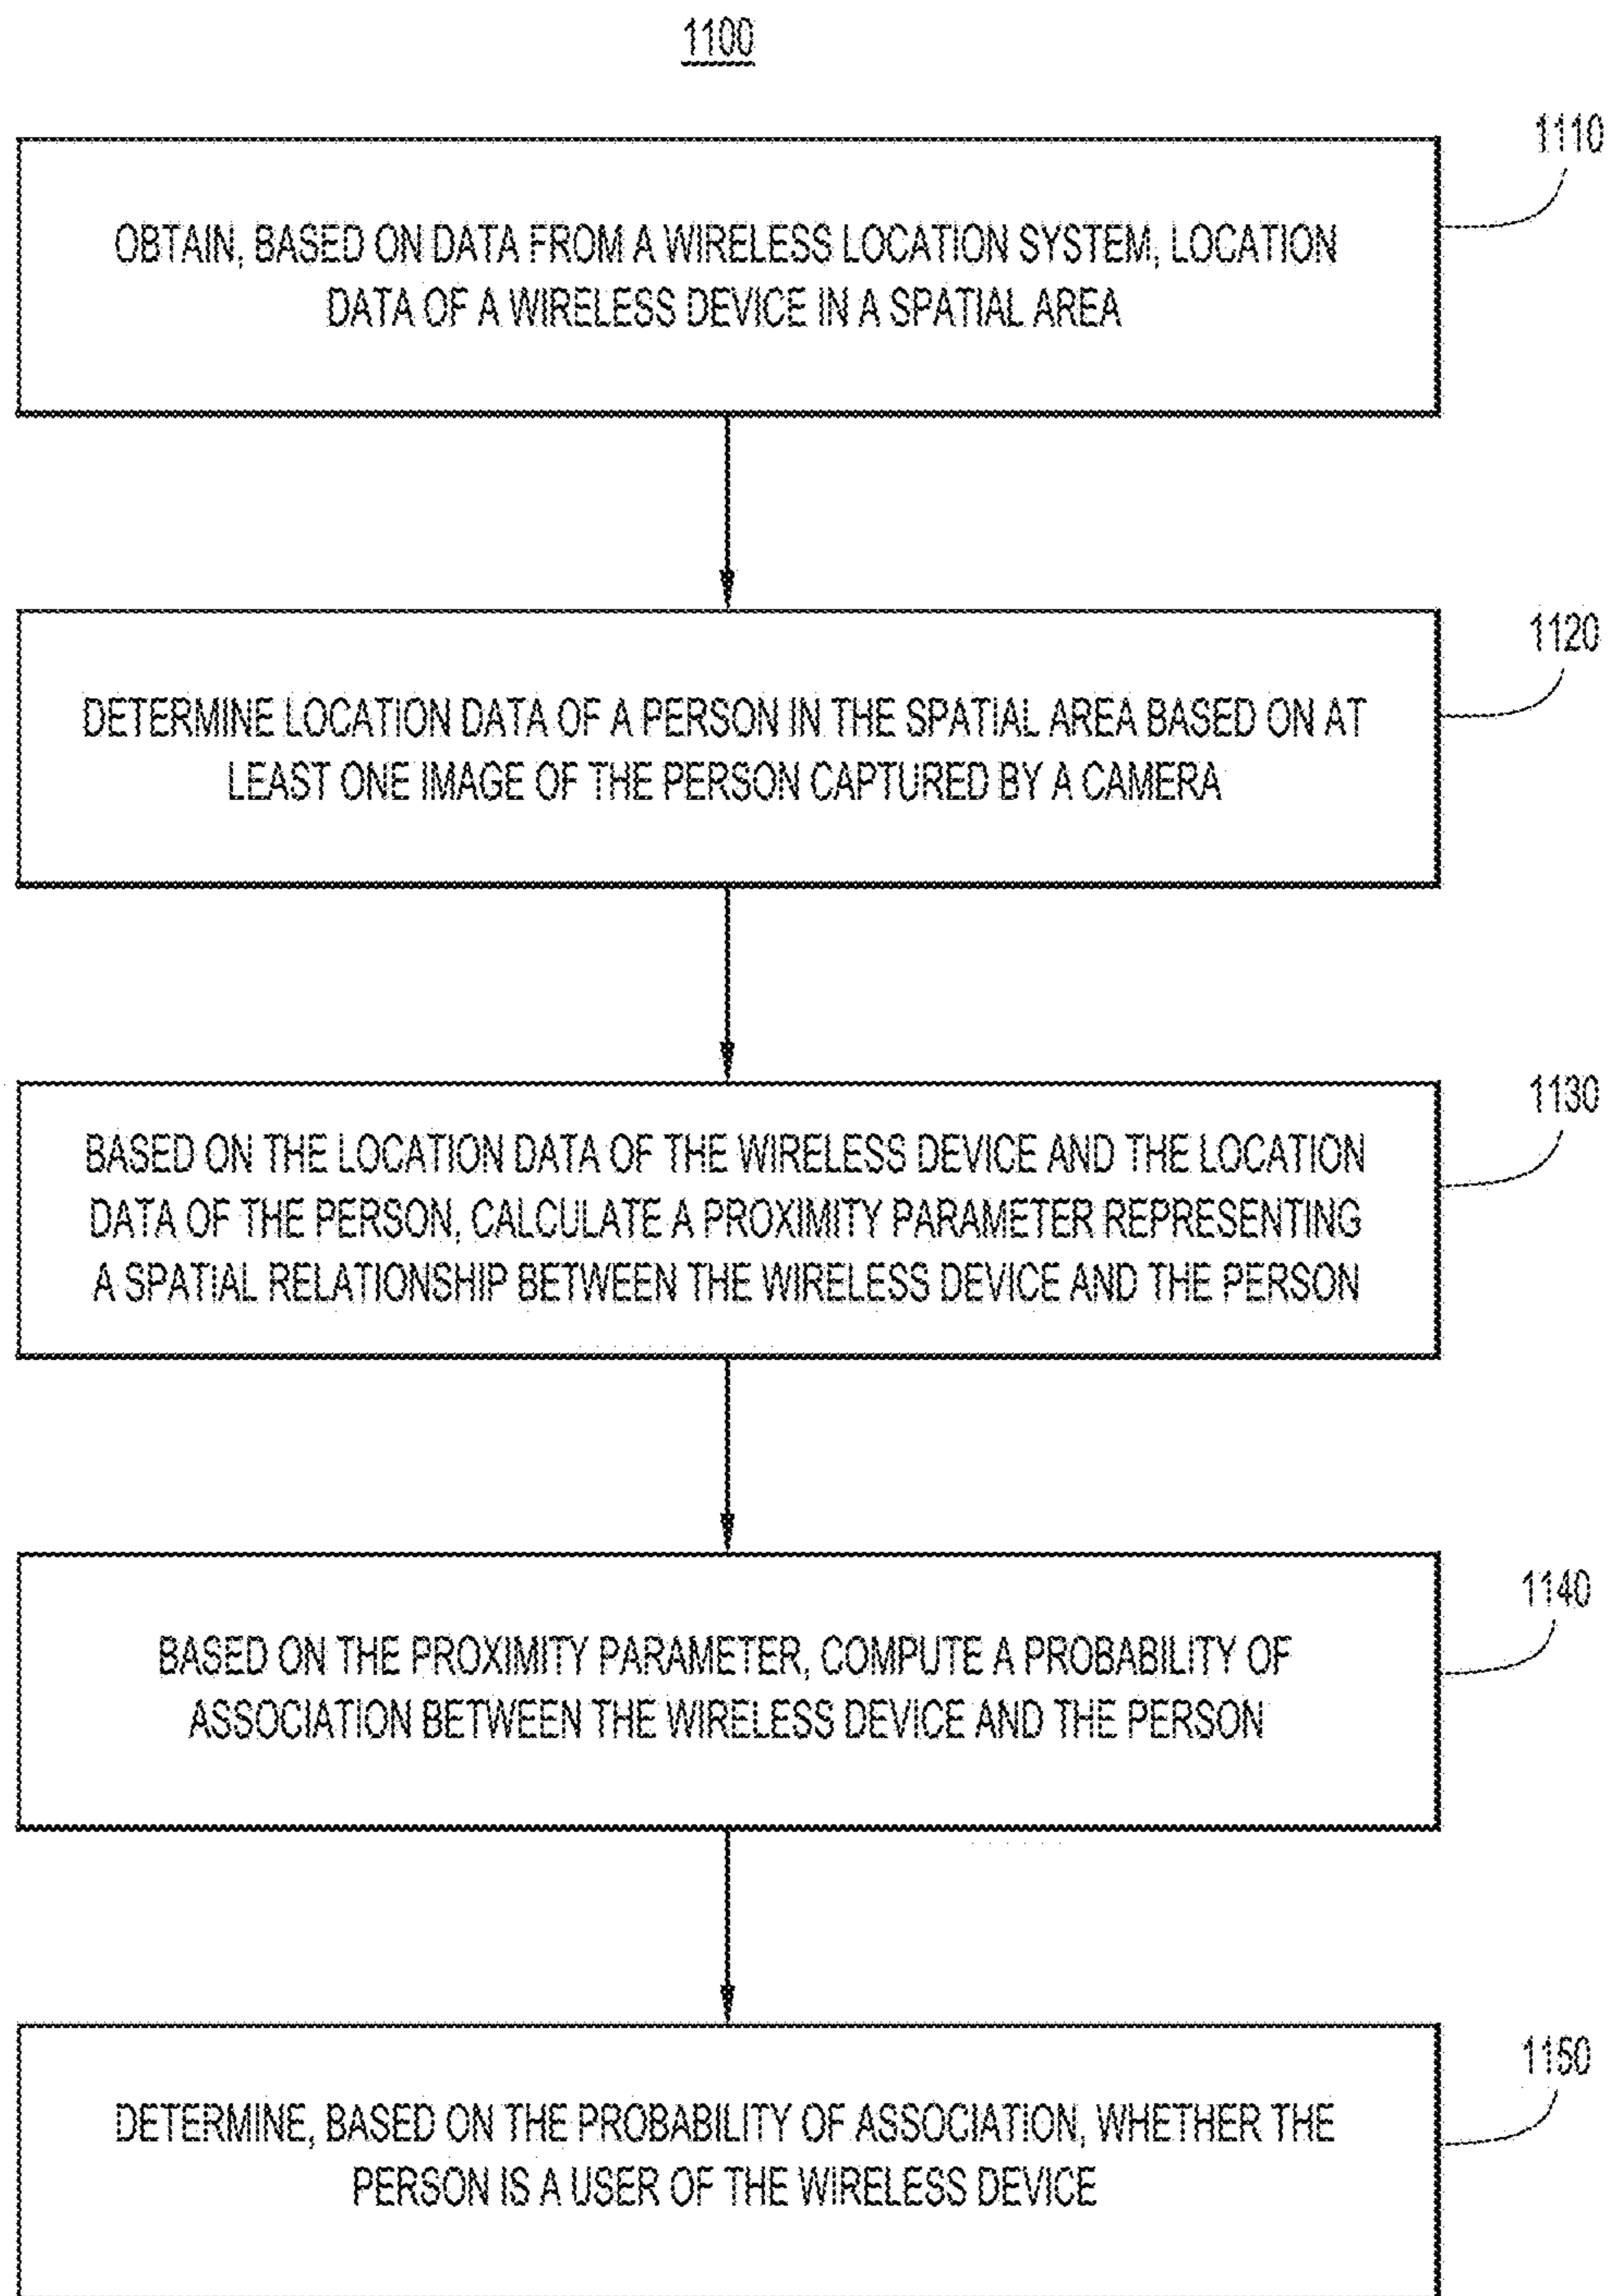 1100
1110
OBTAIN, BASED ON DATA FROM A WIRELESS LOCATION SYSTEM, LOCATION
DATA OF A WIRELESS DEVICE IN A SPATIAL AREA
1120
DETERMINE LOCATION DATA OF A PERSON IN THE SPATIAL AREA BASED ON AT
LEAST ONE IMAGE OF THE PERSON CAPTURED BY A CAMERA
1130
BASED ON THE LOCATION DATA OF THE WIRELESS DEVICE AND THE LOCATION
DATA OF THE PERSON, CALCULATE A PROXIMITY PARAMETER REPRESENTING
A SPATIAL RELATIONSHIP BETWEEN THE WIRELESS DEVICE AND THE PERSON
1140
BASED ON THE PROXIMITY PARAMETER, COMPUTE A PROBABILITY OF
ASSOCIATION BETWEEN THE WIRELESS DEVICE AND THE PERSON
1150
DETERMINE, BASED ON THE PROBABILITY OF ASSOCIATION, WHETHER THE
PERSON IS A USER OF THE WIRELESS DEVICE